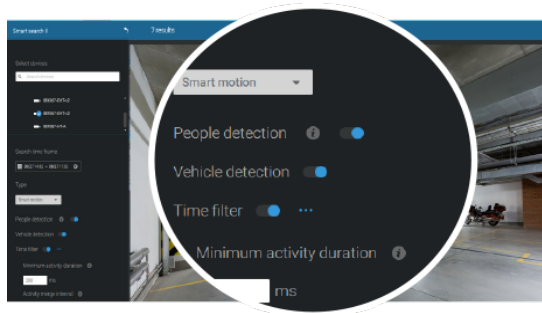 Smart search 8
7 results
Select devices
Search time frame
Type
Smart motion
People detection
Vehicle detection
Time filter
Minimum activity duration
ms
Activity merge interval
Smart motion
People detection
Vehicle detection
Time filter
Minimum activity duration
ms